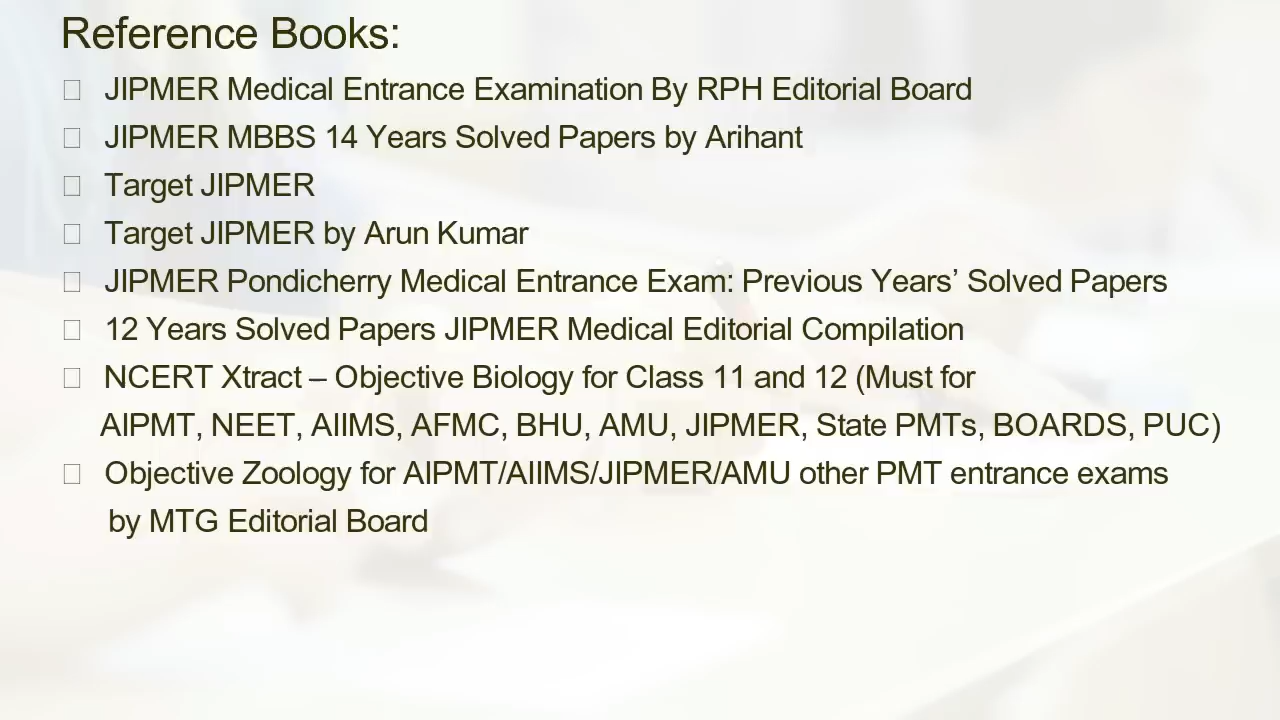 Reference Books:
JIPMER Medical Entrance Examination By RPH Editorial Board
JIPMER MBBS 14 Years Solved Papers by Arihant
Target JIPMER
Target JIPMER by Arun Kumar
JIPMER Pondicherry Medical Entrance Exam: Previous Years’ Solved Papers
12 Years Solved Papers JIPMER Medical Editorial Compilation
NCERT Xtract – Objective Biology for Class 11 and 12 (Must for
AIPMT, NEET, AIIMS, AFMC, BHU, AMU, JIPMER, State PMTs, BOARDS, PUC)
Objective Zoology for AIPMT/AIIMS/JIPMER/AMU other PMT entrance exams
by MTG Editorial Board